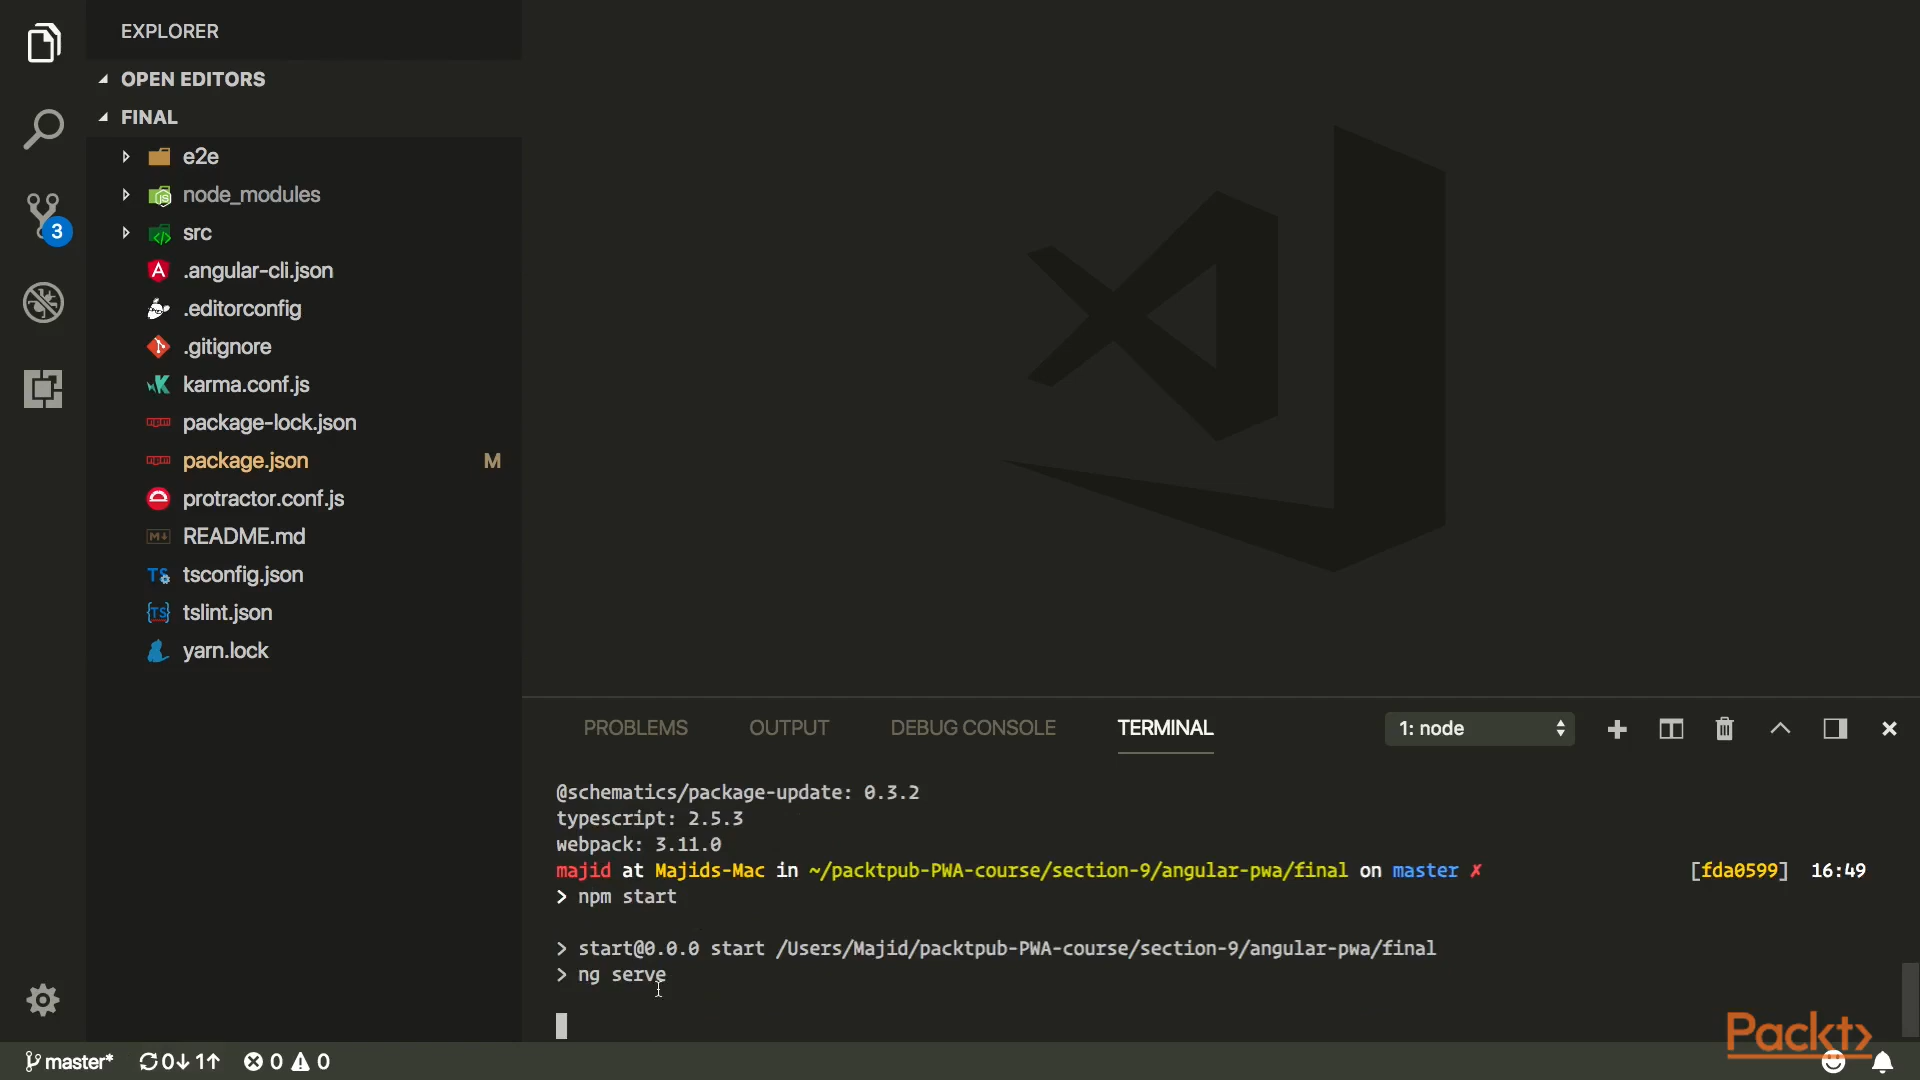 EXPLORER
OPEN EDITORS
FINAL
e2e
node_modules
src
.angular-cli.json
.editorconfig
.gitignore
karma.conf.js
package-lock.json
package.json M
protractor.conf.js
README.md
tsconfig.json
tslint.json
yarn.lock
3
PROBLEMS OUTPUT DEBUG CONSOLE TERMINAL 1: node
@schematics/package-update: 0.3.2
typescript: 2.5.3
webpack: 3.11.0
majid at Majids-Mac in ~/packtpub-PWA-course/section-9/angular-pwa/final on master ✗ [fda0599] 16:49
> npm start
> start@0.0.0 start /Users/Majid/packtpub-PWA-course/section-9/angular-pwa/final
> ng serve
Packt>
master* 0↓ 1↑ 0 0